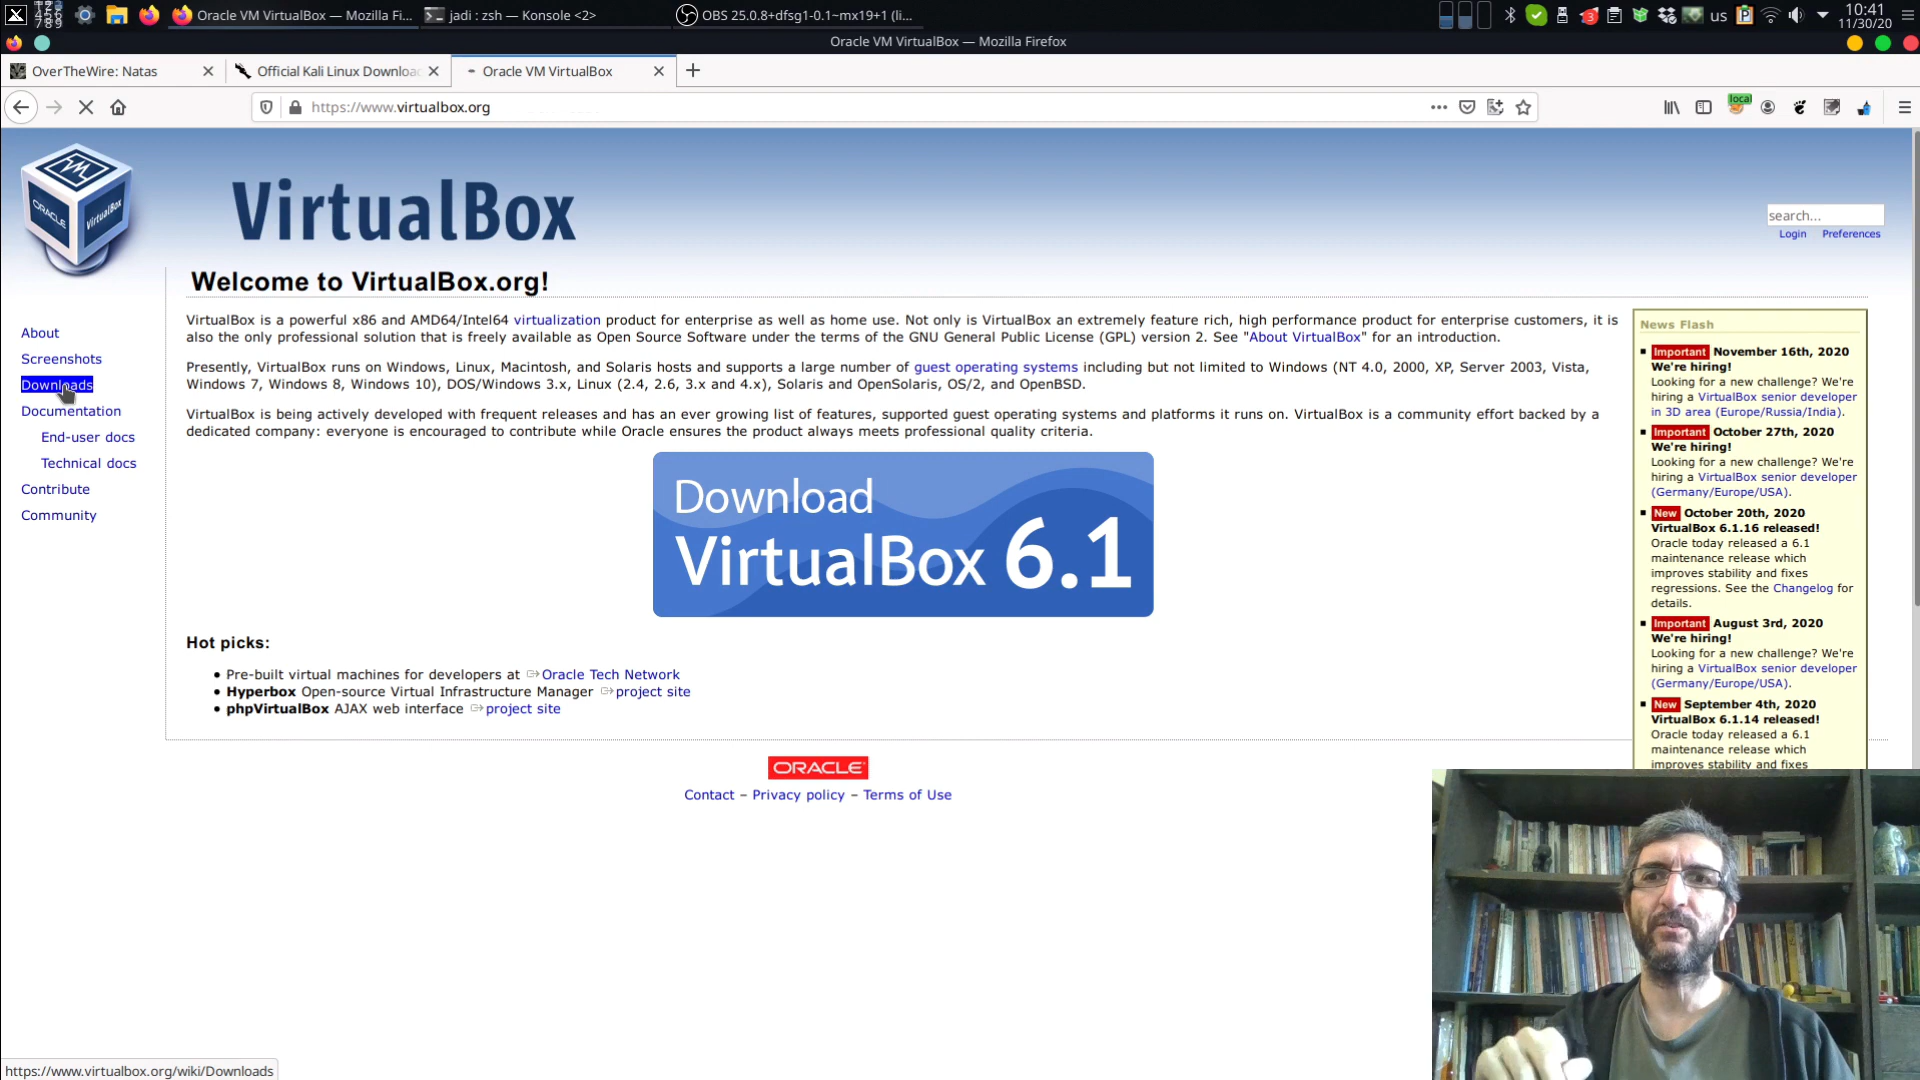 Oracle VM VirtualBox — Mozilla Fi...
jadi : zsh — Konsole <2>
OBS 25.0.8+dfsg1-0.1~mx19+1 (li...
us
10:41
11/30/20
Oracle VM VirtualBox — Mozilla Firefox
OverTheWire: Natas
Official Kali Linux Downloa
Oracle VM VirtualBox
https://www.virtualbox.org
local
ORACLE
VirtualBox
VirtualBox
search...
Login
Preferences
Welcome to VirtualBox.org!
About
Screenshots
Downloads
Documentation
End-user docs
Technical docs
Contribute
Community
VirtualBox is a powerful x86 and AMD64/Intel64 virtualization product for enterprise as well as home use. Not only is VirtualBox an extremely feature rich, high performance product for enterprise customers, it is
also the only professional solution that is freely available as Open Source Software under the terms of the GNU General Public License (GPL) version 2. See "About VirtualBox" for an introduction.
Presently, VirtualBox runs on Windows, Linux, Macintosh, and Solaris hosts and supports a large number of guest operating systems including but not limited to Windows (NT 4.0, 2000, XP, Server 2003, Vista,
Windows 7, Windows 8, Windows 10), DOS/Windows 3.x, Linux (2.4, 2.6, 3.x and 4.x), Solaris and OpenSolaris, OS/2, and OpenBSD.
VirtualBox is being actively developed with frequent releases and has an ever growing list of features, supported guest operating systems and platforms it runs on. VirtualBox is a community effort backed by a
dedicated company: everyone is encouraged to contribute while Oracle ensures the product always meets professional quality criteria.
Download
VirtualBox 6.1
Hot picks:
Pre-built virtual machines for developers at Oracle Tech Network
Hyperbox Open-source Virtual Infrastructure Manager project site
phpVirtualBox AJAX web interface project site
News Flash
Important November 16th, 2020
We're hiring!
Looking for a new challenge? We're
hiring a VirtualBox senior developer
in 3D area (Europe/Russia/India).
Important October 27th, 2020
We're hiring!
Looking for a new challenge? We're
hiring a VirtualBox senior developer
(Germany/Europe/USA).
New October 20th, 2020
VirtualBox 6.1.16 released!
Oracle today released a 6.1
maintenance release which
improves stability and fixes
regressions. See the Changelog for
details.
Important August 3rd, 2020
We're hiring!
Looking for a new challenge? We're
hiring a VirtualBox senior developer
(Germany/Europe/USA).
New September 4th, 2020
VirtualBox 6.1.14 released!
Oracle today released a 6.1
maintenance release which
improves stability and fixes
ORACLE
Contact – Privacy policy – Terms of Use
https://www.virtualbox.org/wiki/Downloads